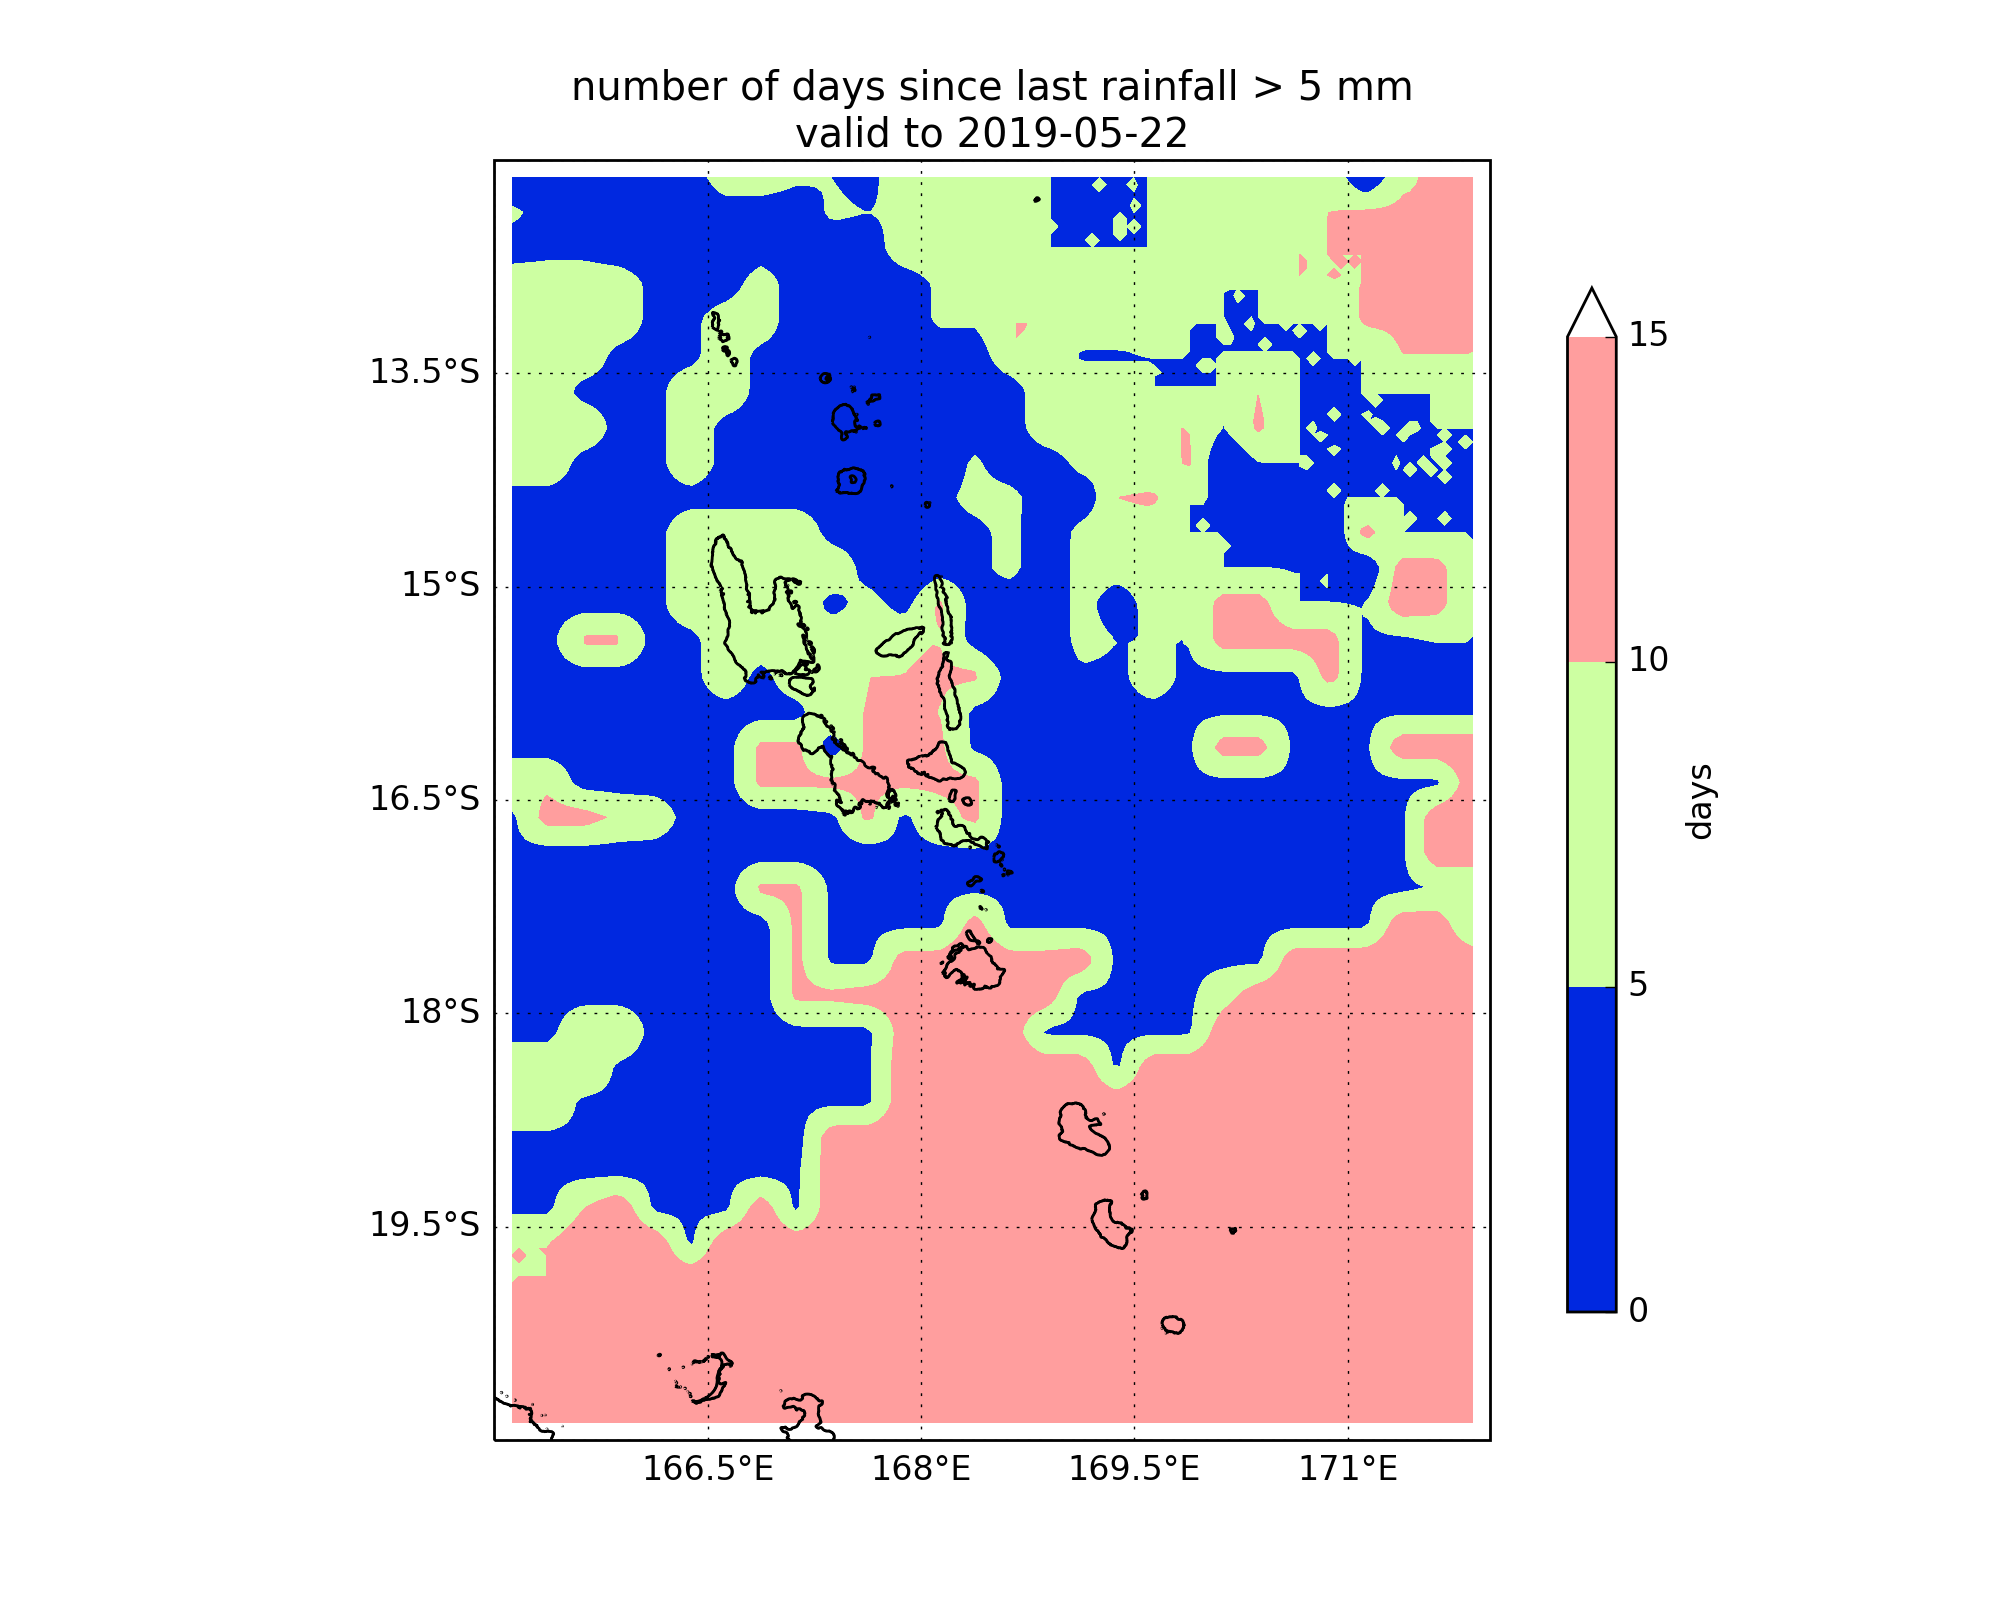 number of days since last rainfall > 5 mm
valid to 2019-05-22
13.5°S
15°S
16.5°S
18°S
19.5°S
166.5°E
168°E
169.5°E
171°E
15
10
5
0
days